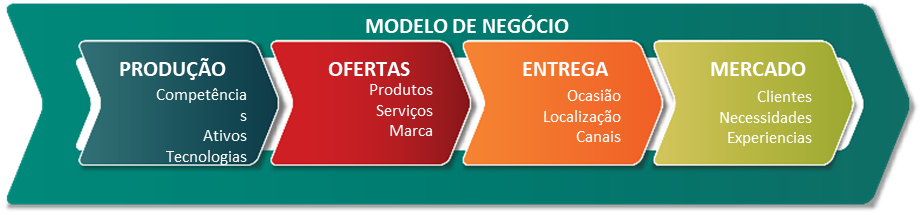 MODELO DE NEGÓCIO
PRODUÇÃO
Competência
s
Ativos
Tecnologias
OFERTAS
Produtos
Serviços
Marca
ENTREGA
Ocasião
Localização
Canais
MERCADO
Clientes
Necessidades
Experiencias